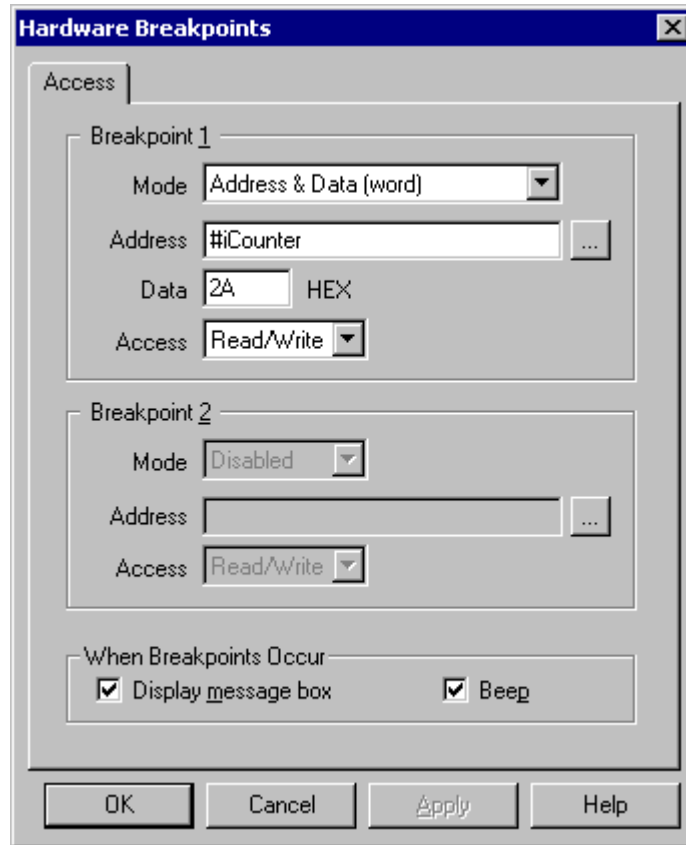 Hardware Breakpoints
Access
Breakpoint 1
Mode Address & Data (word)
Address #iCounter ...
Data 2A HEX
Access Read/Write
Breakpoint 2
Mode Disabled
Address ...
Access Read/Write
When Breakpoints Occur
Display message box Beep
OK Cancel Apply Help